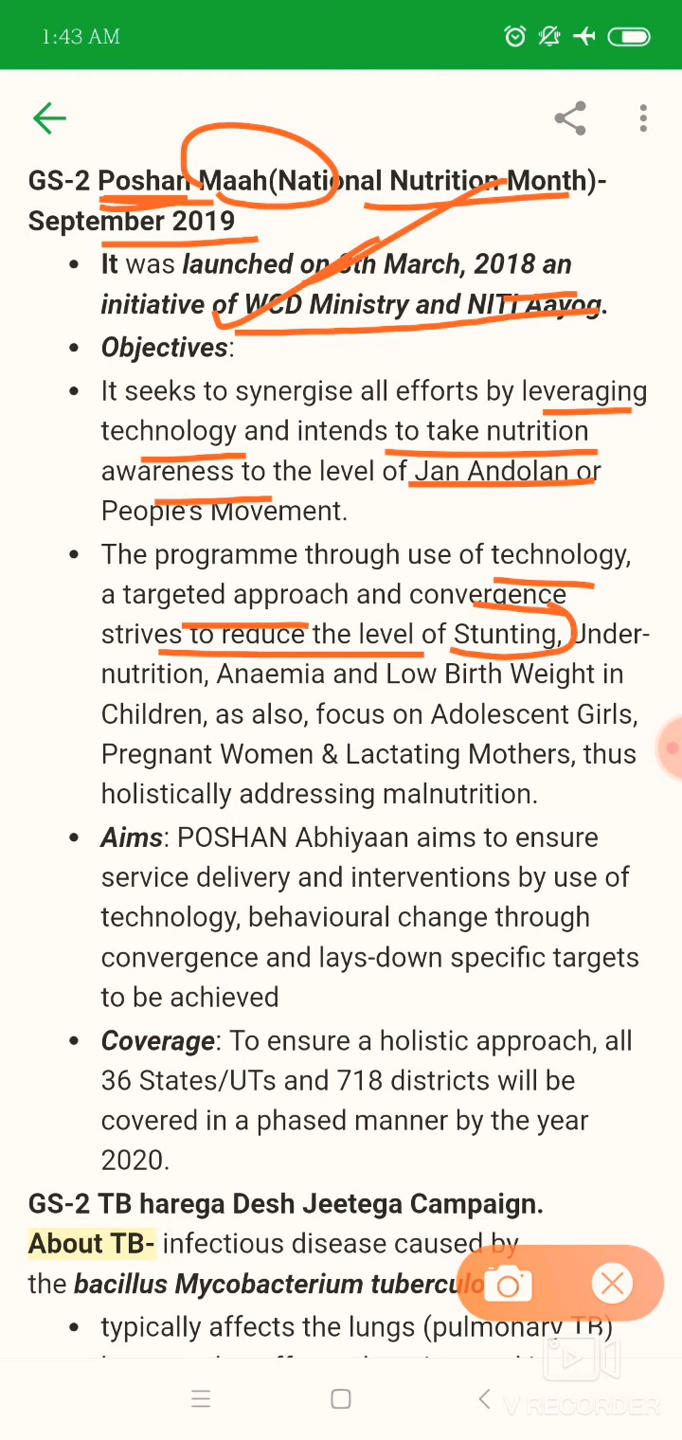 1:43 AM
GS-2 Poshan Maah(National Nutrition Month)-
September 2019
• It was launched on 8th March, 2018 an
initiative of WCD Ministry and NITI Aayog.
• Objectives:
• It seeks to synergise all efforts by leveraging
technology and intends to take nutrition
awareness to the level of Jan Andolan or
People's Movement.
• The programme through use of technology,
a targeted approach and convergence
strives to reduce the level of Stunting, Under-
nutrition, Anaemia and Low Birth Weight in
Children, as also, focus on Adolescent Girls,
Pregnant Women & Lactating Mothers, thus
holistically addressing malnutrition.
• Aims: POSHAN Abhiyaan aims to ensure
service delivery and interventions by use of
technology, behavioural change through
convergence and lays-down specific targets
to be achieved
• Coverage: To ensure a holistic approach, all
36 States/UTs and 718 districts will be
covered in a phased manner by the year
2020.
GS-2 TB harega Desh Jeetega Campaign.
About TB- infectious disease caused by
the bacillus Mycobacterium tuberculo
• typically affects the lungs (pulmonary TB)
V RECORDER